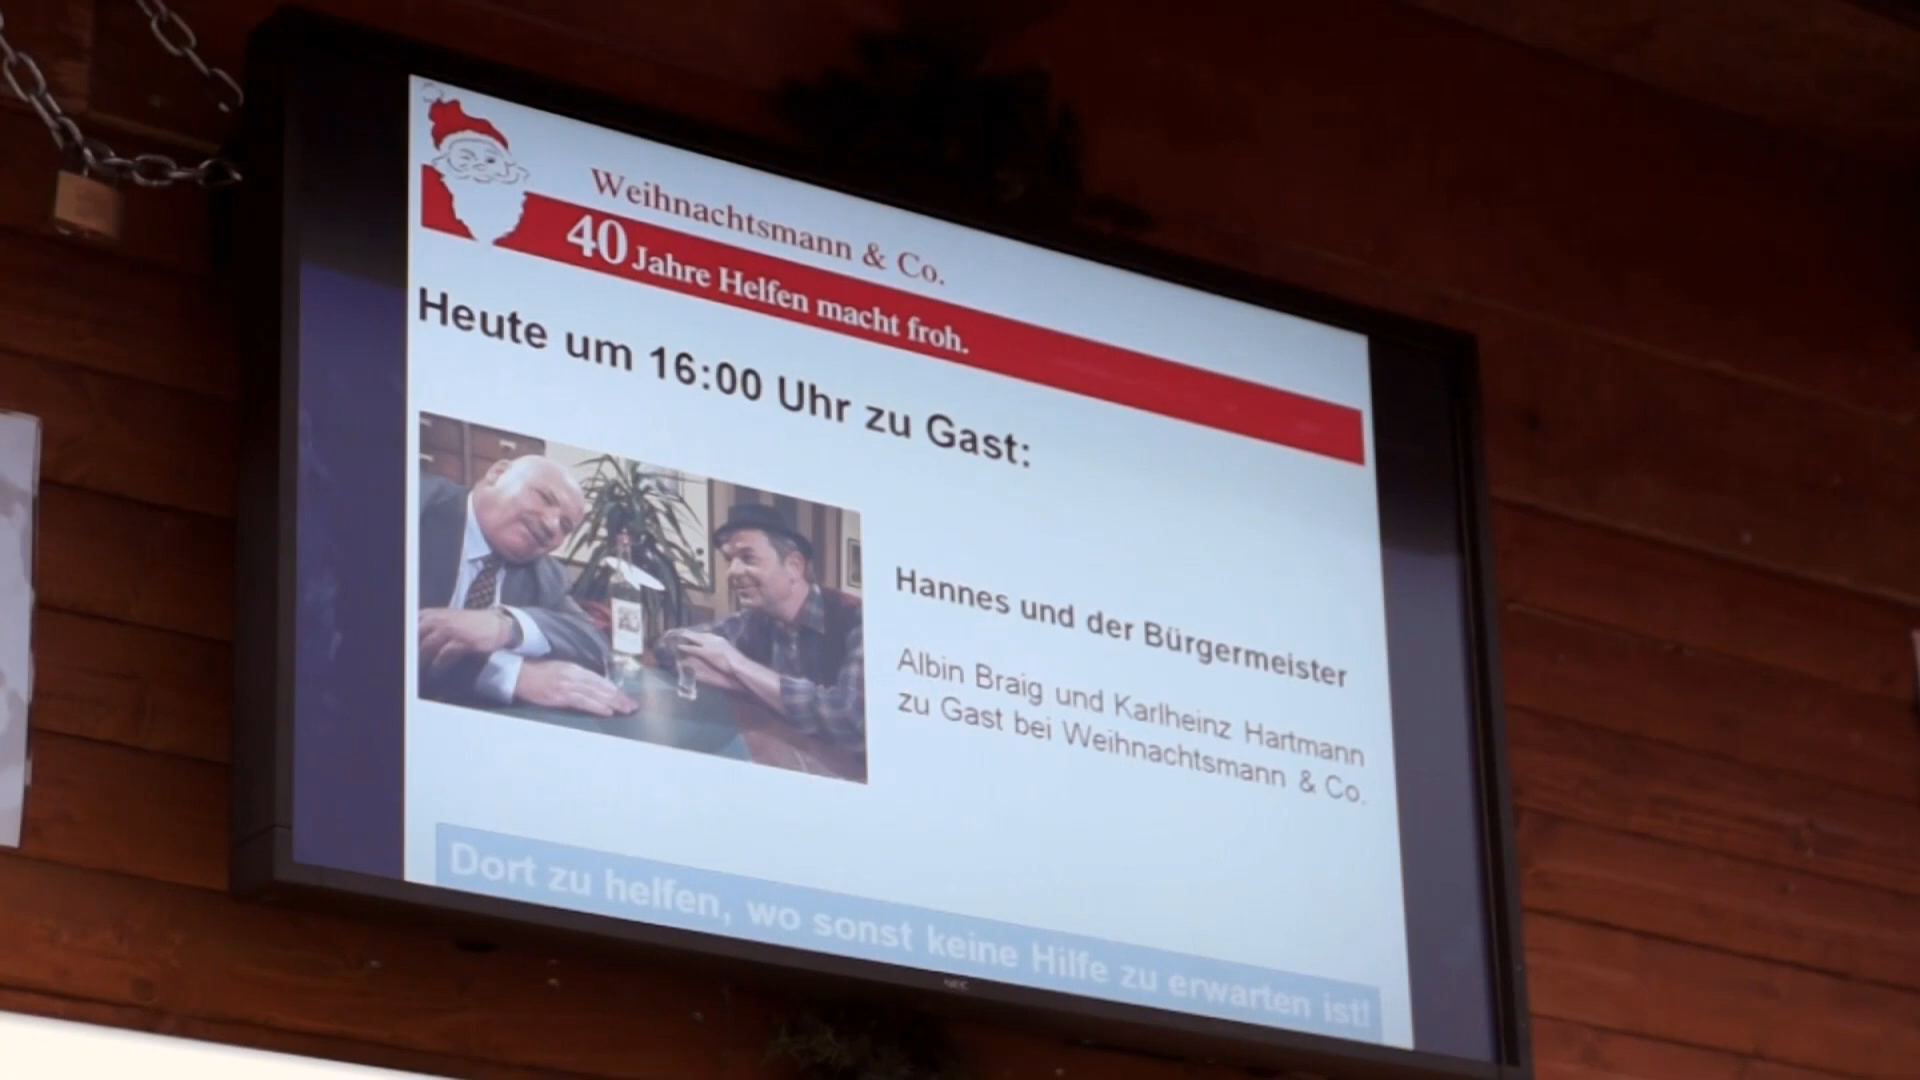 Weihnachtsmann & Co.
40 Jahre Helfen macht froh.
Heute um 16:00 Uhr zu Gast:
Hannes und der Bürgermeister
Albin Braig und Karlheinz Hartmann
zu Gast bei Weihnachtsmann & Co.
Dort zu helfen, wo sonst keine Hilfe zu erwarten ist!
NEC